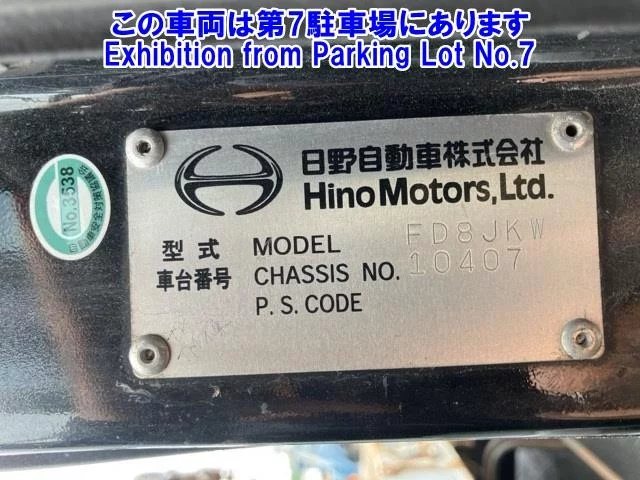 この車両は第7駐車場にあります
Exhibition from Parking Lot No.7
日野自動車株式会社
Hino Motors, Ltd.
型式 MODEL FD8JKW
車台番号 CHASSIS NO. 10407
P.S.CODE
No.3538